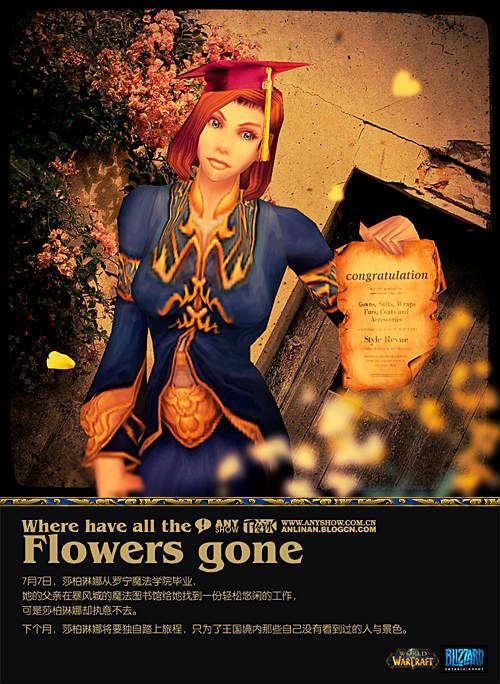 congratulation
Gowns, Suits, Wraps
Furs, Coats and
Accessories
Style Revue
Where have all the
ANY
SHOW
WWW.ANYSHOW.COM.CN
ANLINAN.BLOGCN.COM
Flowers gone
7月7日，莎柏琳娜从罗宁魔法学院毕业，
她的父亲在暴风城的魔法图书馆给她找到一份轻松悠闲的工作，
可是莎柏琳娜却执意不去。
下个月，莎柏琳娜将要独自踏上旅程，只为了王国境内那些自己没有看到过的人与景色。
WORLD
OF
WARCRAFT
BLIZZARD
ENTERTAINMENT